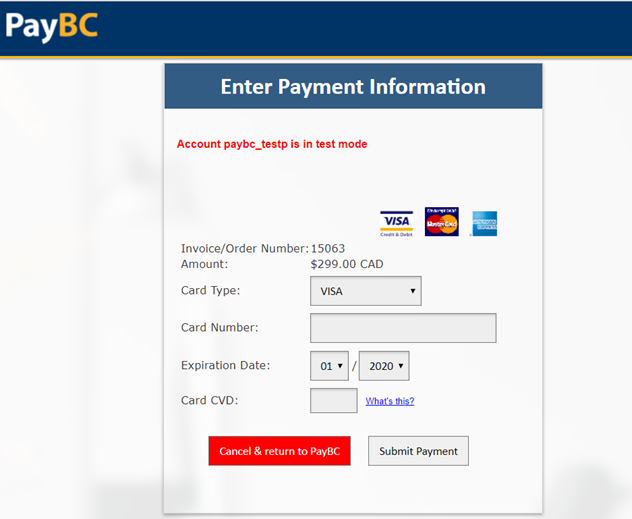 PayBC
Enter Payment Information
Account paybc_testp is in test mode
VISA MasterCard AMERICAN EXPRESS
Credit & Debit
Invoice/Order Number: 15063
Amount: $299.00 CAD
Card Type: VISA
Card Number:
Expiration Date: 01 / 2020
Card CVD: What's this?
Cancel & return to PayBC Submit Payment